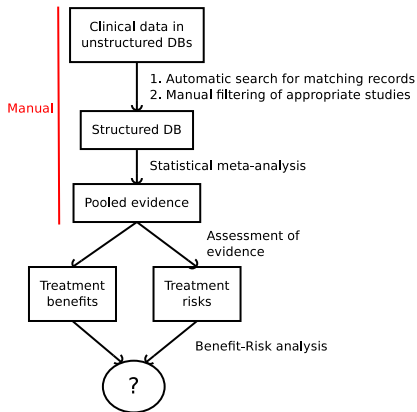 Clinical data in
unstructured DBs
1. Automatic search for matching records
2. Manual filtering of appropriate studies
Manual
Structured DB
Statistical meta-analysis
Pooled evidence
Assessment of
evidence
Treatment
benefits
Treatment
risks
Benefit-Risk analysis
?